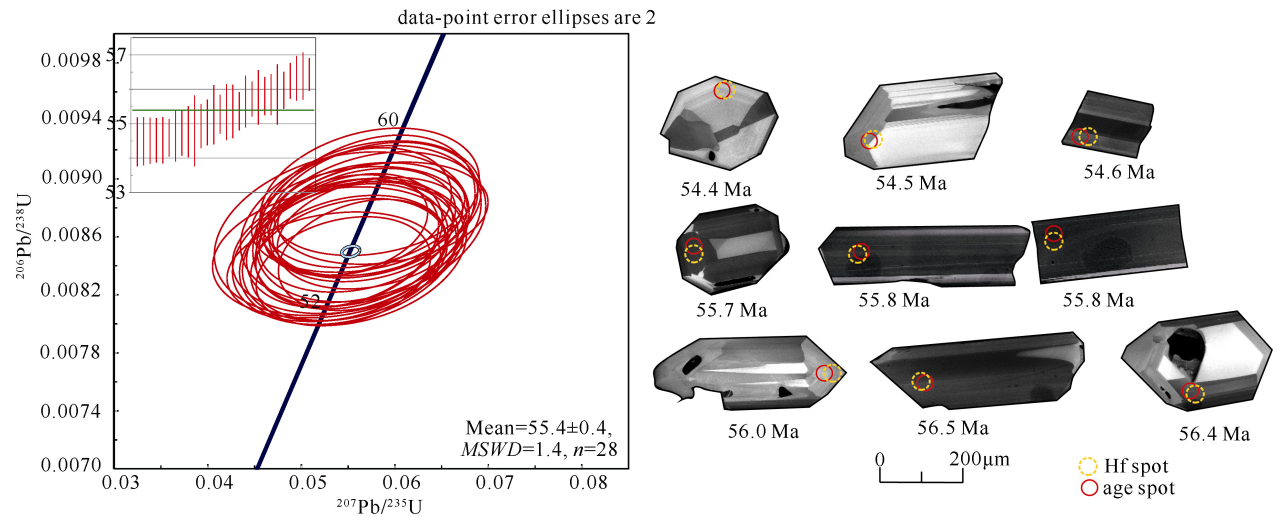 data-point error ellipses are 2
0.0098
0.0094
0.0090
0.0086
0.0082
0.0078
0.0074
0.0070
206Pb/238U
57
55
53
60
52
Mean=55.4±0.4,
MSWD=1.4, n=28
0.03 0.04 0.05 0.06 0.07 0.08
207Pb/235U
54.4 Ma 54.5 Ma 54.6 Ma
55.7 Ma 55.8 Ma 55.8 Ma
56.0 Ma 56.5 Ma 56.4 Ma
0 200μm
Hf spot
age spot